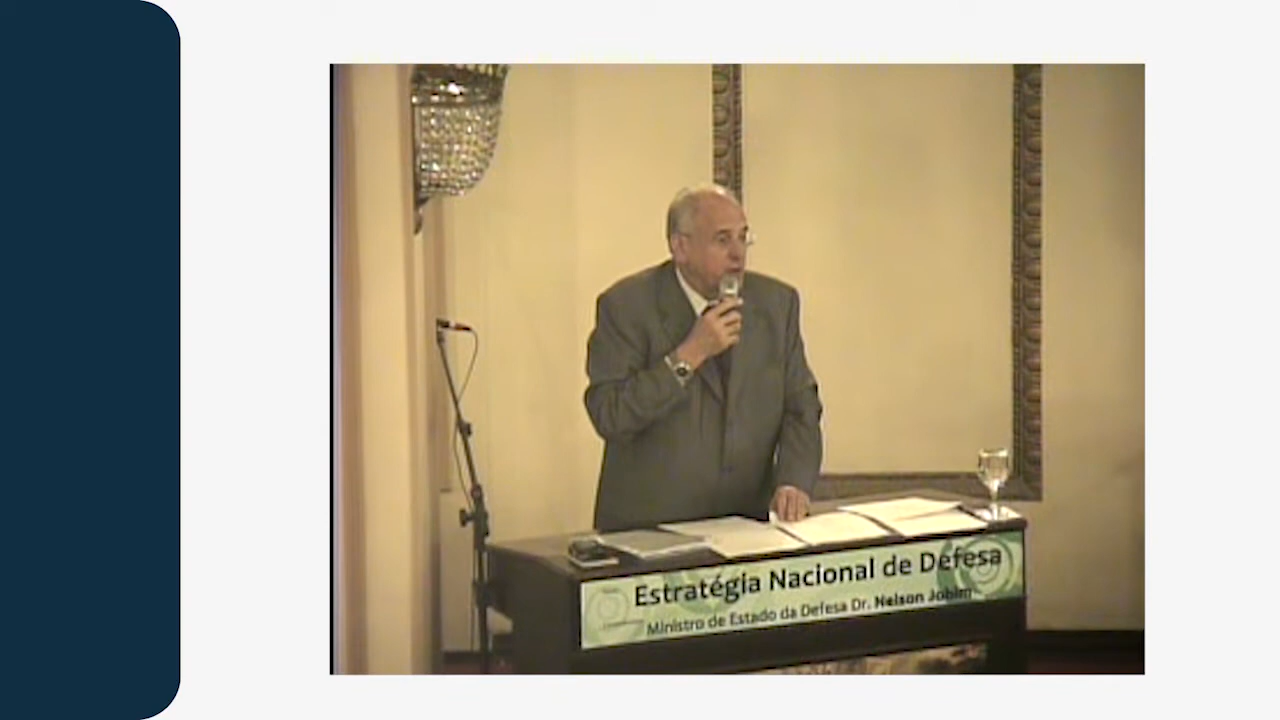 Estratégia Nacional de Defesa
Ministro de Estado da Defesa Dr. Nelson Jobim